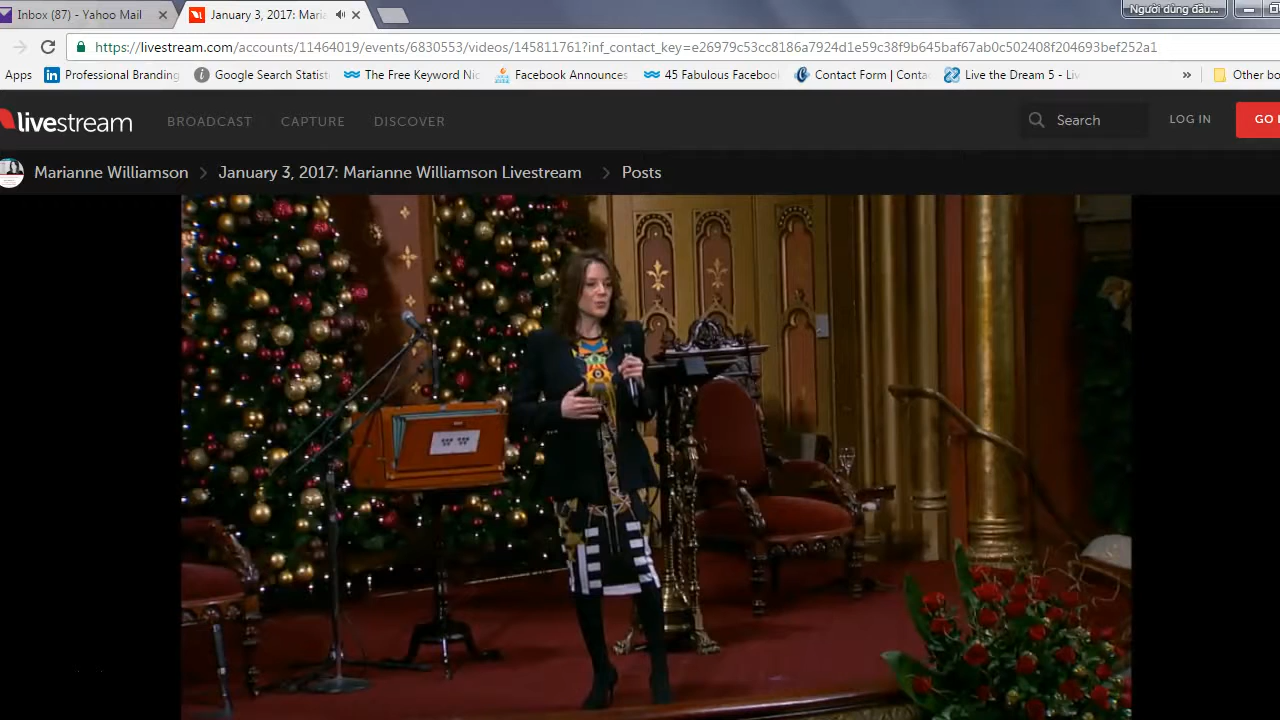 Inbox (87) - Yahoo Mail
January 3, 2017: Maria
Người dùng đầu...
https://livestream.com/accounts/11464019/events/6830553/videos/145811761?inf_contact_key=e26979c53cc8186a7924d1e59c38f9b645baf67ab0c502408f204693bef252a1
Apps Professional Branding Google Search Statist The Free Keyword Nic Facebook Announces 45 Fabulous Facebook Contact Form | Conta Live the Dream 5 - Liv » Other bo
livestream BROADCAST CAPTURE DISCOVER Search LOG IN GO L
Marianne Williamson > January 3, 2017: Marianne Williamson Livestream > Posts